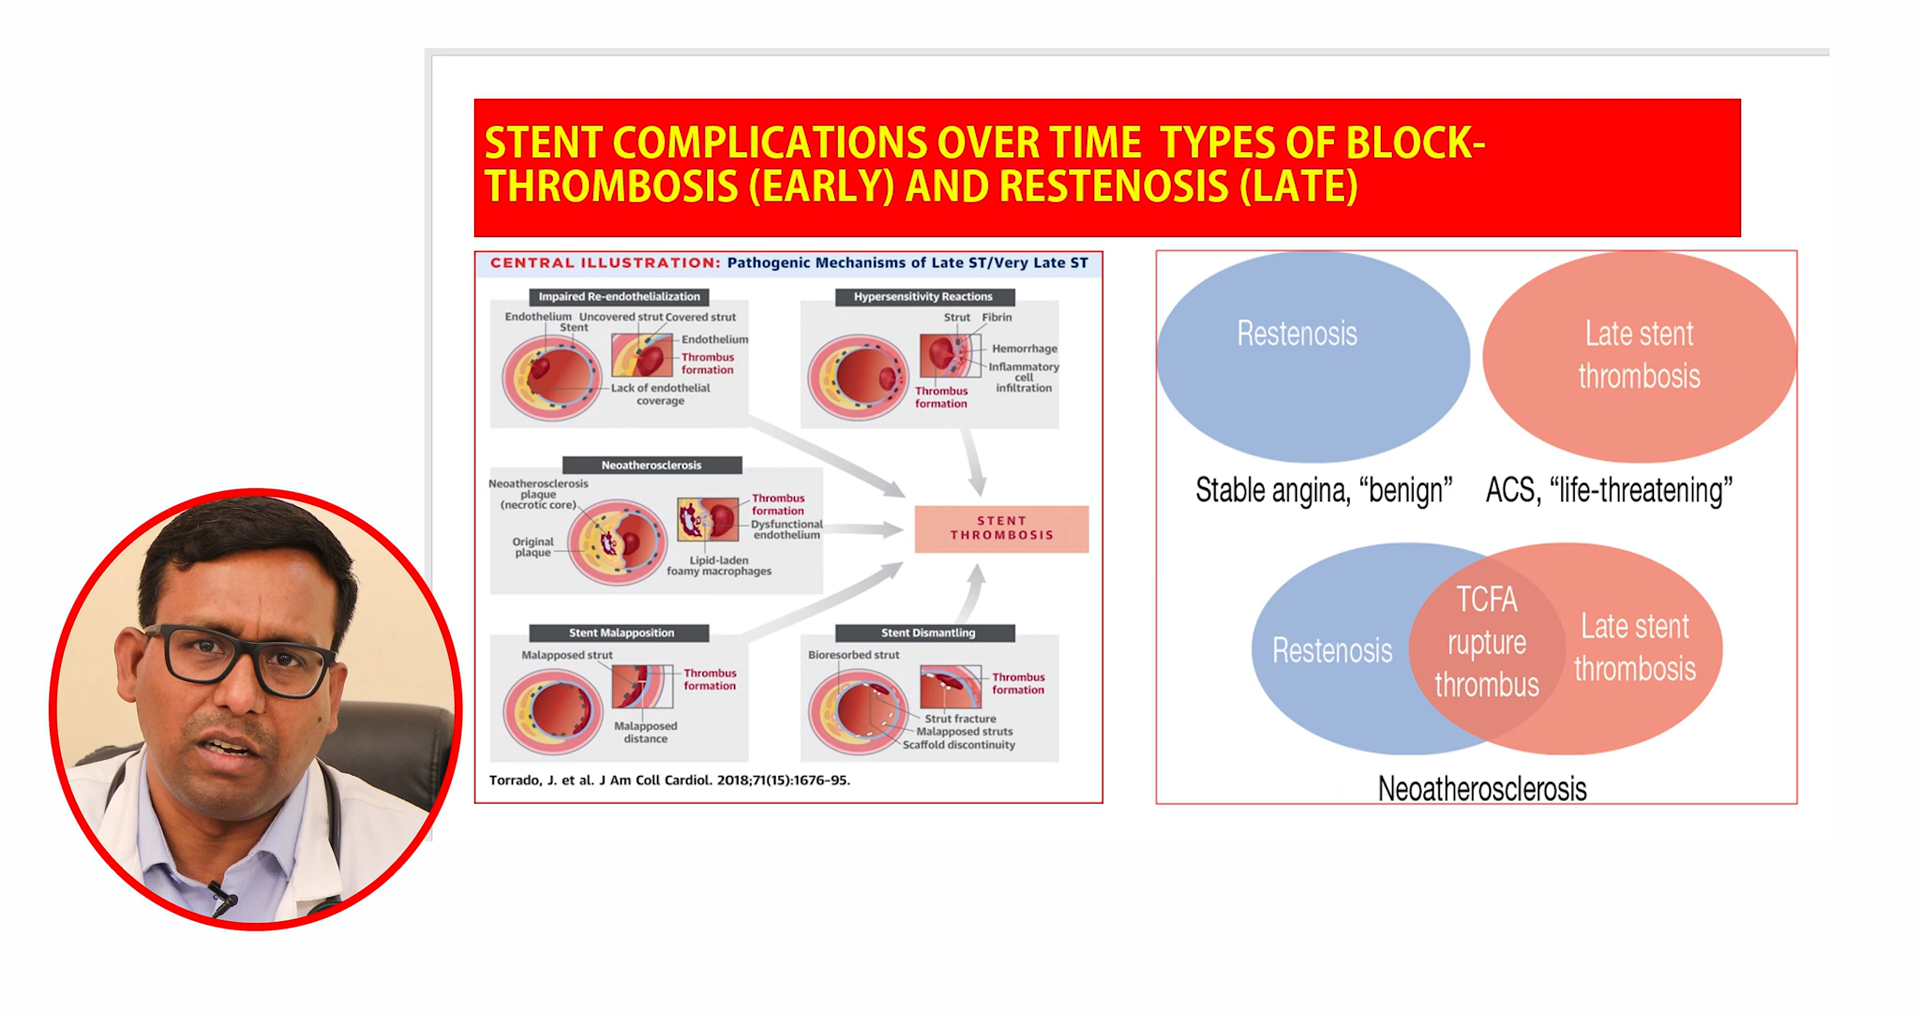 STENT COMPLICATIONS OVER TIME TYPES OF BLOCK-
THROMBOSIS (EARLY) AND RESTENOSIS (LATE)
CENTRAL ILLUSTRATION: Pathogenic Mechanisms of Late ST/Very Late ST
Impaired Re-endothelialization
Endothelium Uncovered strut Covered strut
Stent
Endothelium
Thrombus
formation
Lack of endothelial
coverage
Hypersensitivity Reactions
Strut Fibrin
Hemorrhage
Inflammatory
cell
infiltration
Thrombus
formation
Neoatherosclerosis
Neoatherosclerosis
plaque
(necrotic core)
Original
plaque
Thrombus
formation
Dysfunctional
endothelium
Lipid-laden
foamy macrophages
STENT
THROMBOSIS
Stent Malapposition
Malapposed strut
Thrombus
formation
Malapposed
distance
Stent Dismantling
Bioresorbed strut
Thrombus
formation
Strut fracture
Malapposed struts
Scaffold discontinuity
Torrado, J. et al. J Am Coll Cardiol. 2018;71(15):1676-95.
Restenosis
Late stent
thrombosis
Stable angina, “benign”
ACS, “life-threatening”
Restenosis
TCFA
rupture
thrombus
Late stent
thrombosis
Neoatherosclerosis